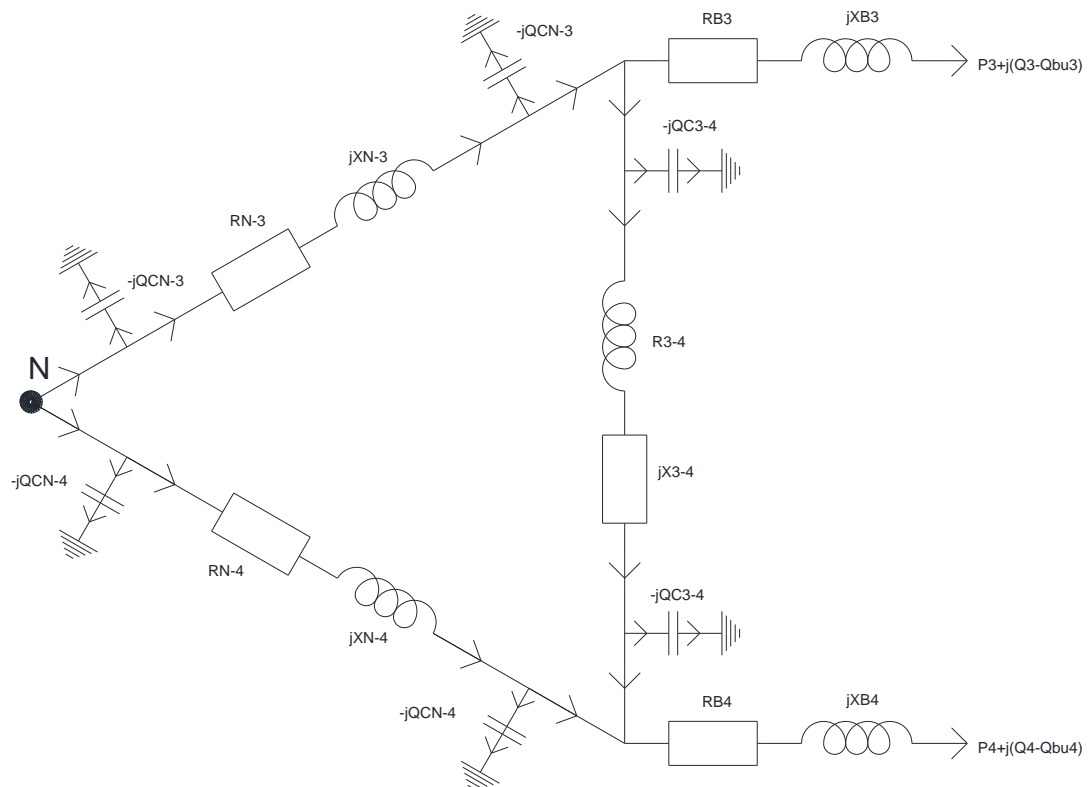 RB3
jXB3
-jQCN-3
P3+j(Q3-Qbu3)
-jQC3-4
jXN-3
RN-3
-jQCN-3
R3-4
N
jX3-4
-jQCN-4
RN-4
-jQC3-4
jXN-4
RB4
jXB4
-jQCN-4
P4+j(Q4-Qbu4)